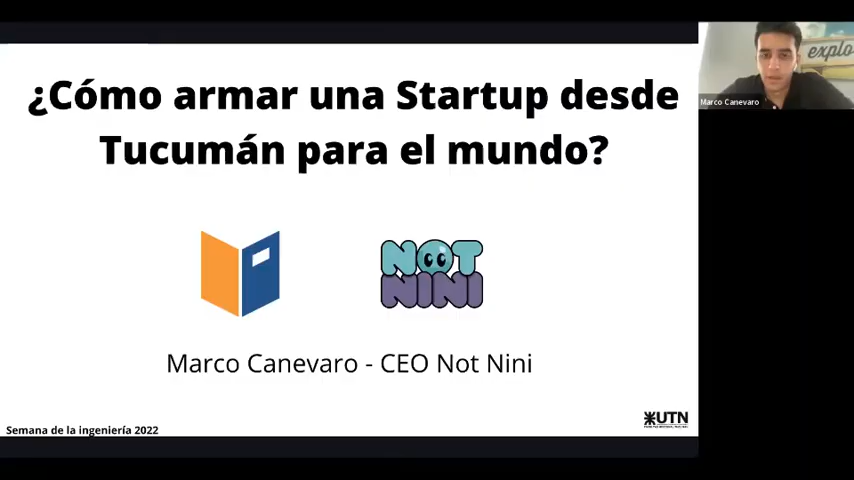 ¿Cómo armar una Startup desde
Tucumán para el mundo?
NOT
NINI
Marco Canevaro - CEO Not Nini
Semana de la ingeniería 2022
UTN
explo
Marco Canevaro